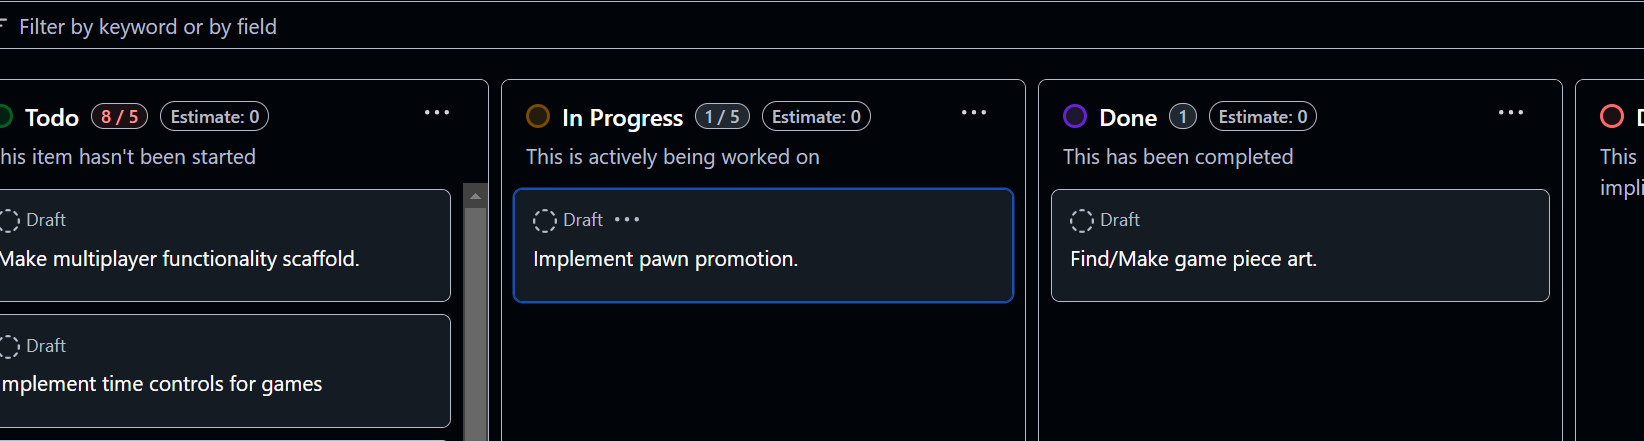 Filter by keyword or by field
Todo 8 / 5 Estimate: 0 ...
his item hasn't been started
Draft
Make multiplayer functionality scaffold.
Draft
mplement time controls for games
In Progress 1 / 5 Estimate: 0 ...
This is actively being worked on
Draft ...
Implement pawn promotion.
Done 1 Estimate: 0 ...
This has been completed
Draft
Find/Make game piece art.
This
impli